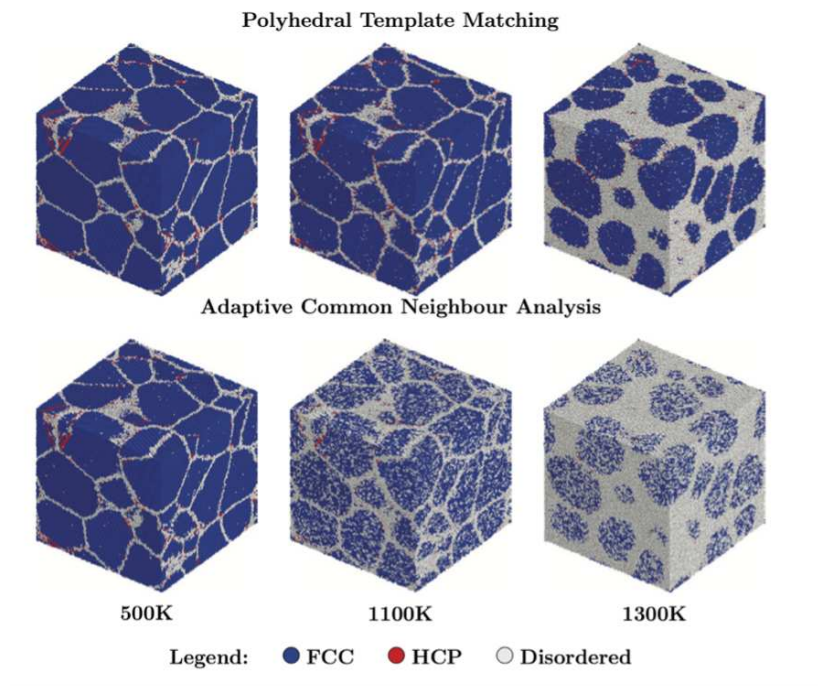 Polyhedral Template Matching
Adaptive Common Neighbour Analysis
500K 1100K 1300K
Legend: FCC HCP Disordered